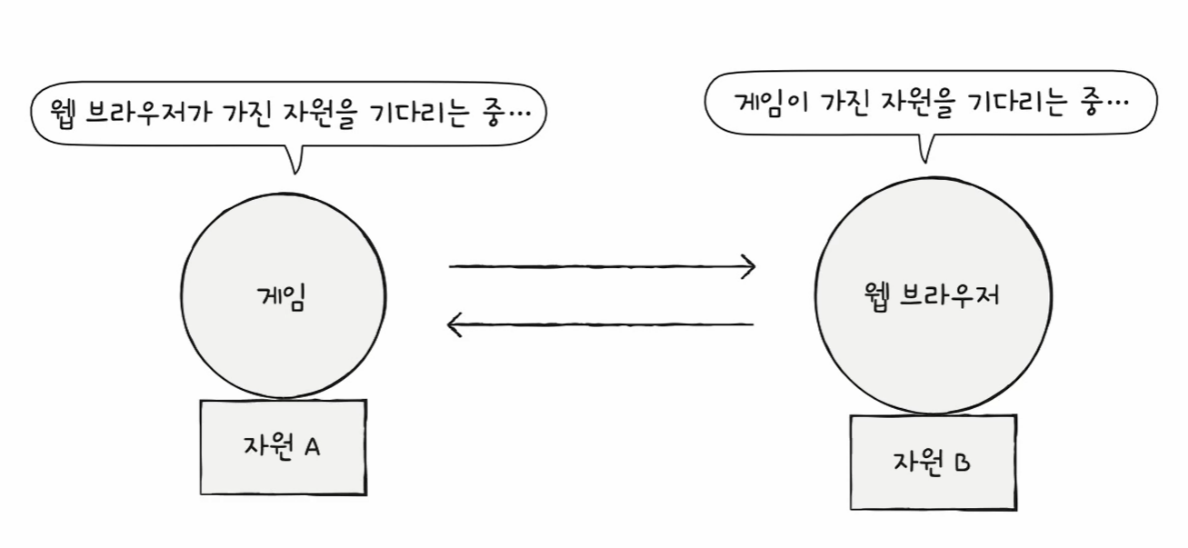 웹 브라우저가 가진 자원을 기다리는 중…
게임이 가진 자원을 기다리는 중…
게임
웹 브라우저
자원 A
자원 B